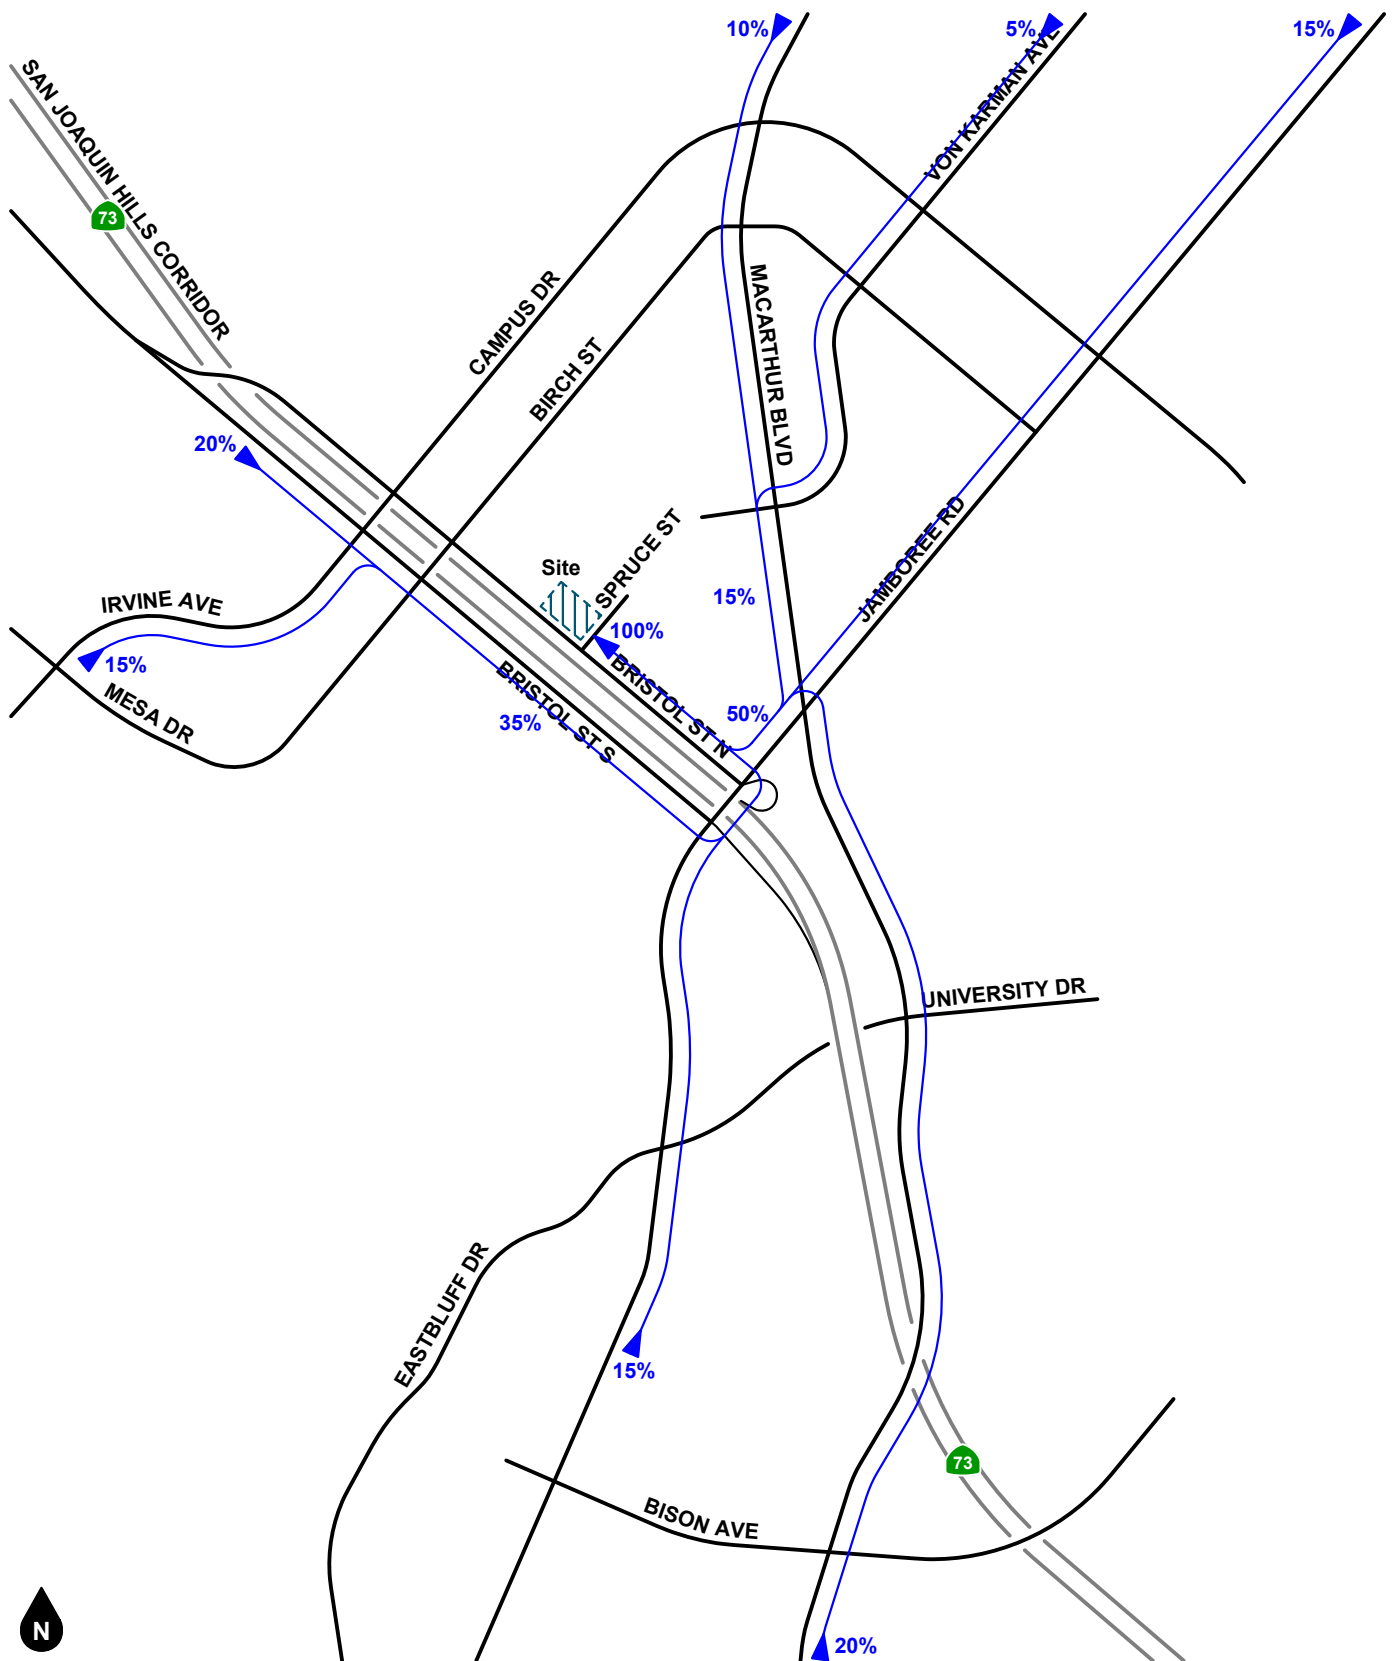 10%
5%
15%
SAN JOAQUIN HILLS CORRIDOR
73
VON KARMAN AVE
CAMPUS DR
BIRCH ST
MACARTHUR BLVD
20%
SPRUCE ST
JAMBOREE RD
Site
IRVINE AVE
15%
100%
15%
MESA DR
BRISTOL ST N
BRISTOL ST S
35%
50%
UNIVERSITY DR
EASTBLUFF DR
15%
73
BISON AVE
N
20%